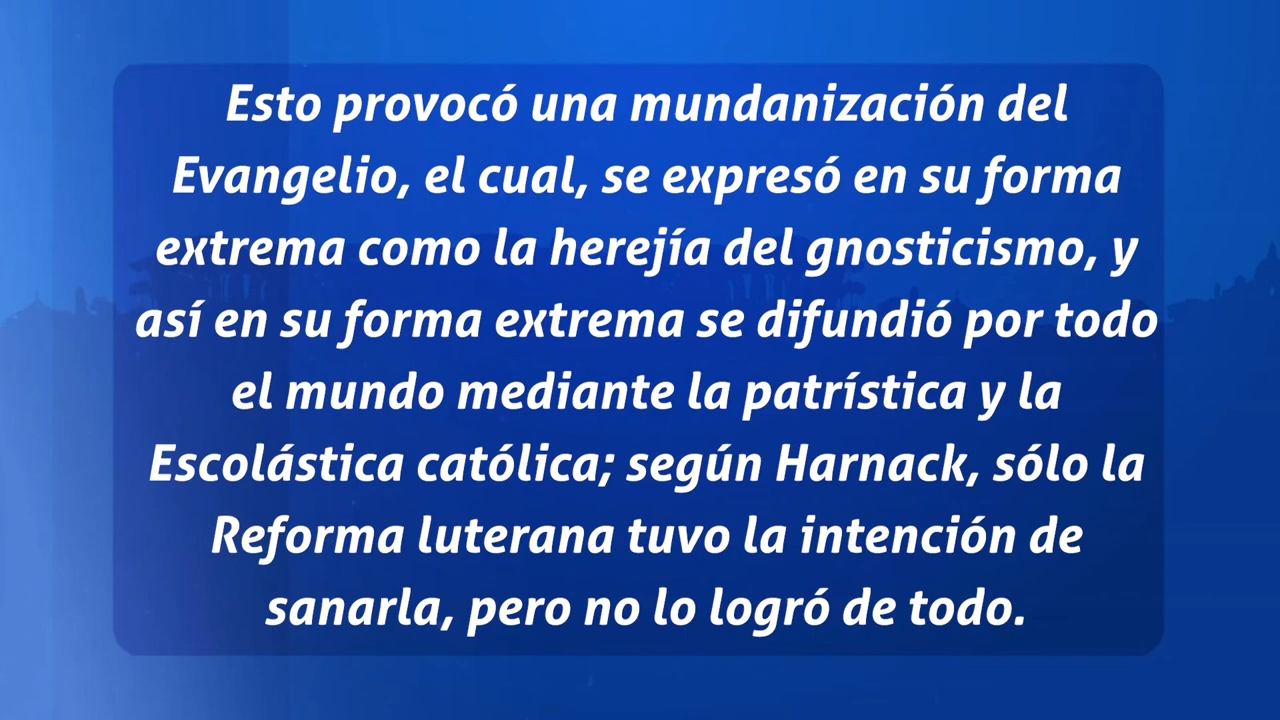 Esto provocó una mundanización del
Evangelio, el cual, se expresó en su forma
extrema como la herejía del gnosticismo, y
así en su forma extrema se difundió por todo
el mundo mediante la patrística y la
Escolástica católica; según Harnack, sólo la
Reforma luterana tuvo la intención de
sanarla, pero no lo logró de todo.